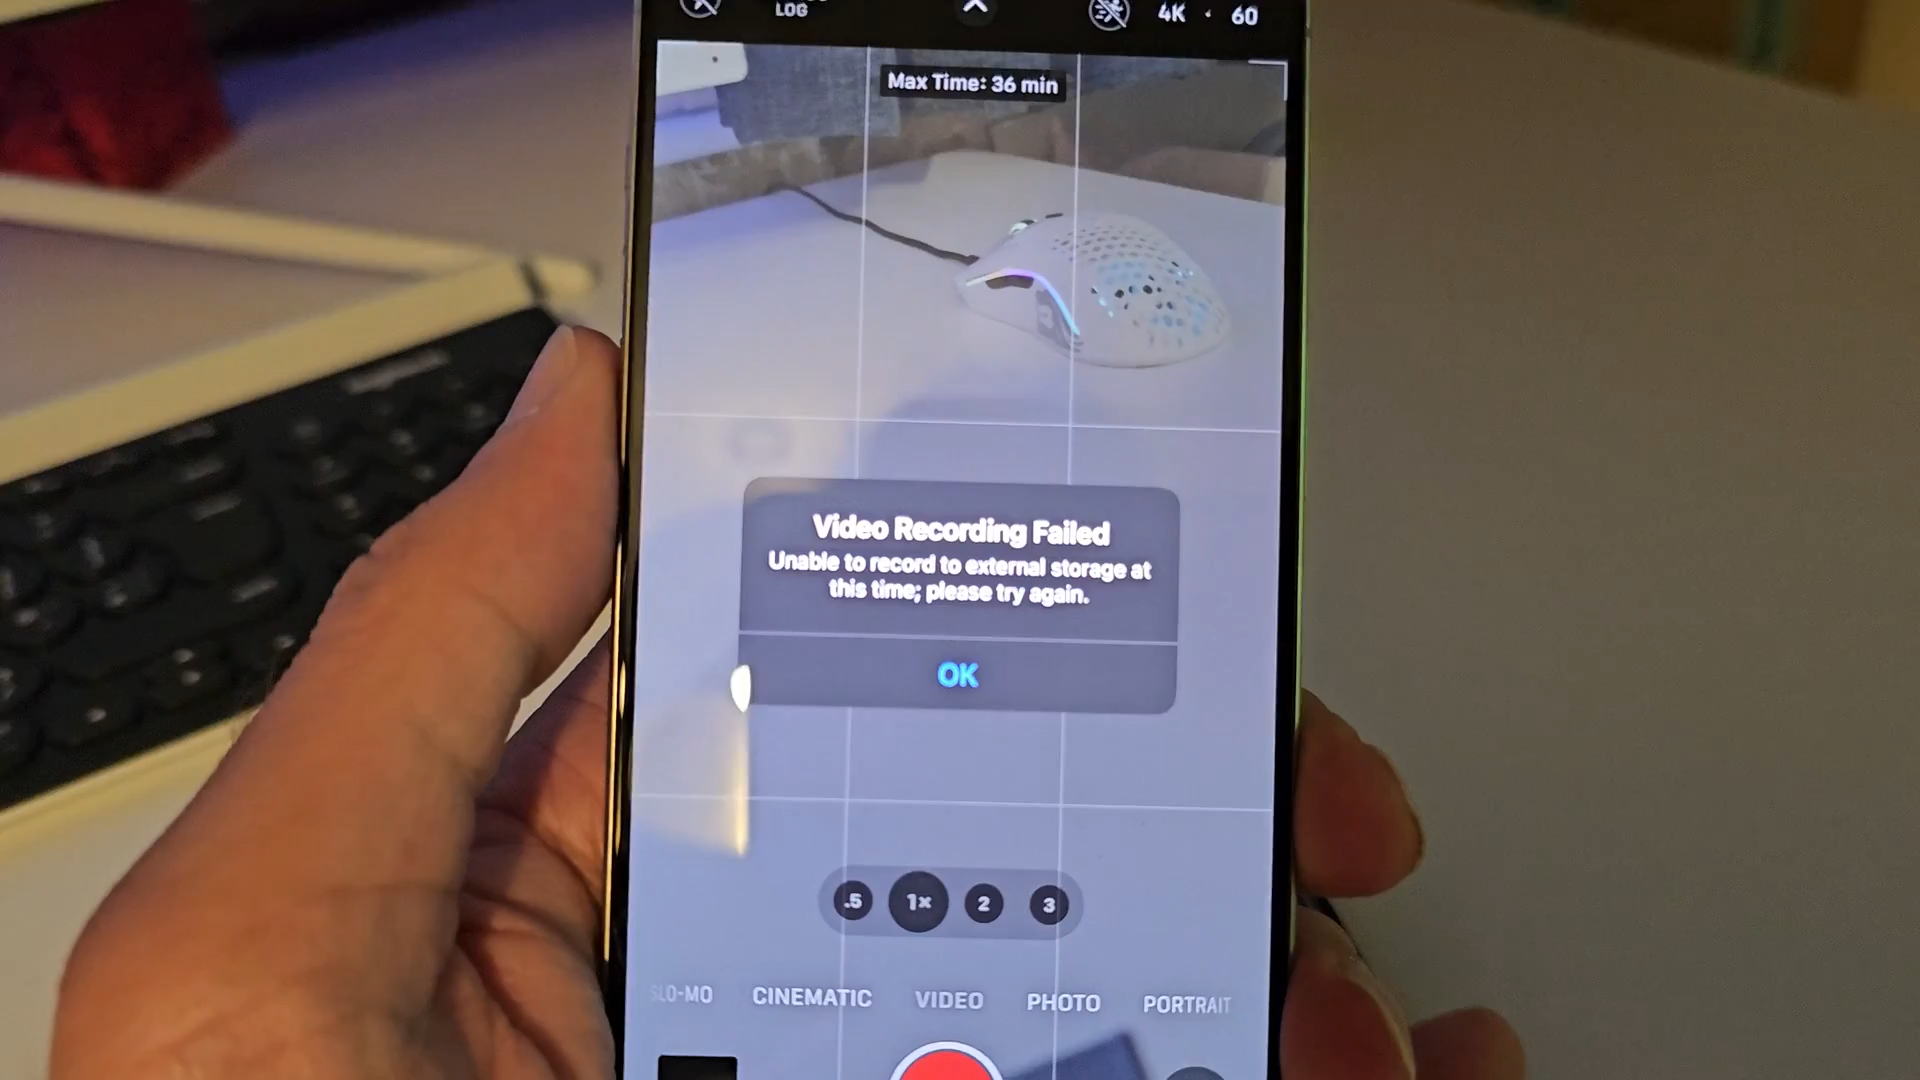 LOG
4K · 60
Max Time: 36 min
Video Recording Failed
Unable to record to external storage at
this time; please try again.
OK
.5 1× 2 3
SLO-MO CINEMATIC VIDEO PHOTO PORTRAIT